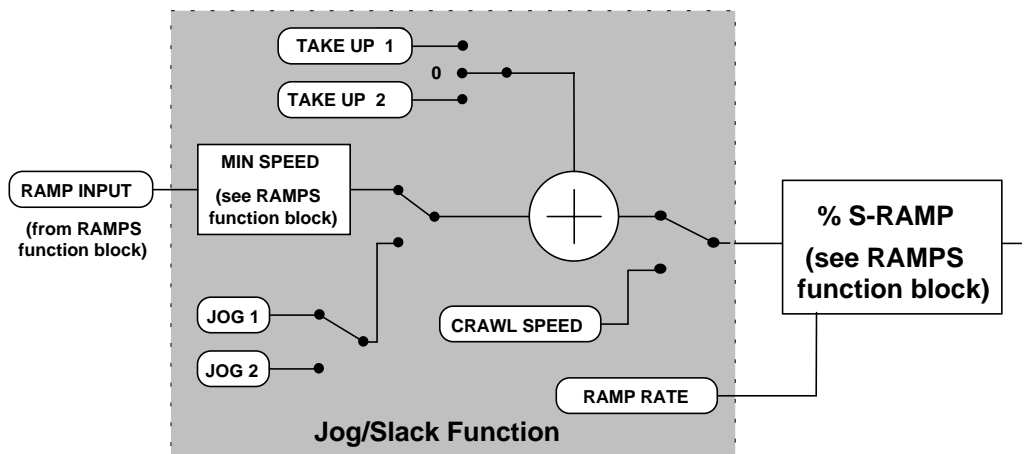 TAKE UP 1
0
TAKE UP 2
RAMP INPUT
(from RAMPS
function block)
MIN SPEED
(see RAMPS
function block)
JOG 1
JOG 2
CRAWL SPEED
% S-RAMP
(see RAMPS
function block)
RAMP RATE
Jog/Slack Function